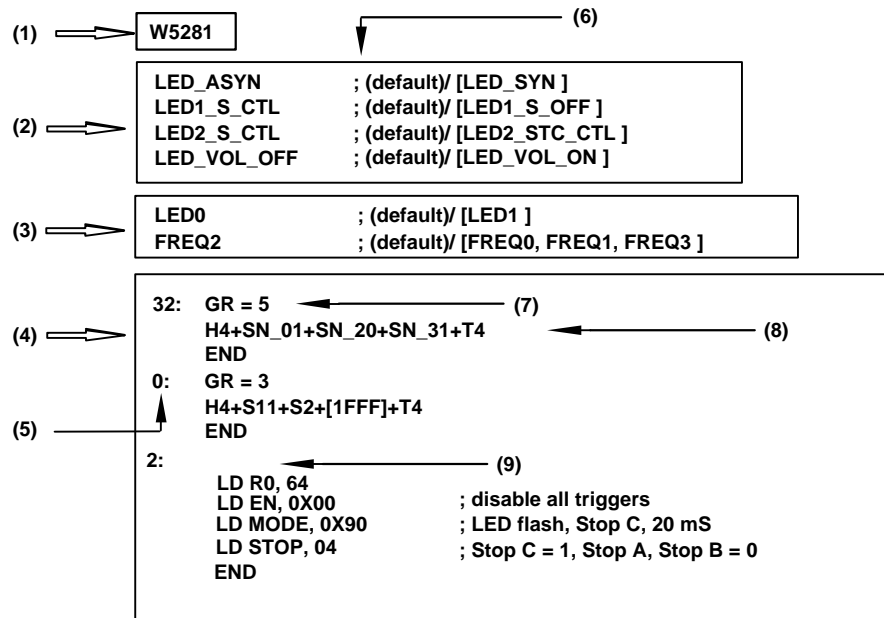 (6)
(1) W5281
LED_ASYN ; (default)/ [LED_SYN ]
LED1_S_CTL ; (default)/ [LED1_S_OFF ]
(2) LED2_S_CTL ; (default)/ [LED2_STC_CTL ]
LED_VOL_OFF ; (default)/ [LED_VOL_ON ]
LED0 ; (default)/ [LED1 ]
(3) FREQ2 ; (default)/ [FREQ0, FREQ1, FREQ3 ]
32: GR = 5 (7)
(4) H4+SN_01+SN_20+SN_31+T4 (8)
END
0: GR = 3
H4+S11+S2+[1FFF]+T4
(5) END
2: (9)
LD R0, 64
LD EN, 0X00 ; disable all triggers
LD MODE, 0X90 ; LED flash, Stop C, 20 mS
LD STOP, 04 ; Stop C = 1, Stop A, Stop B = 0
END